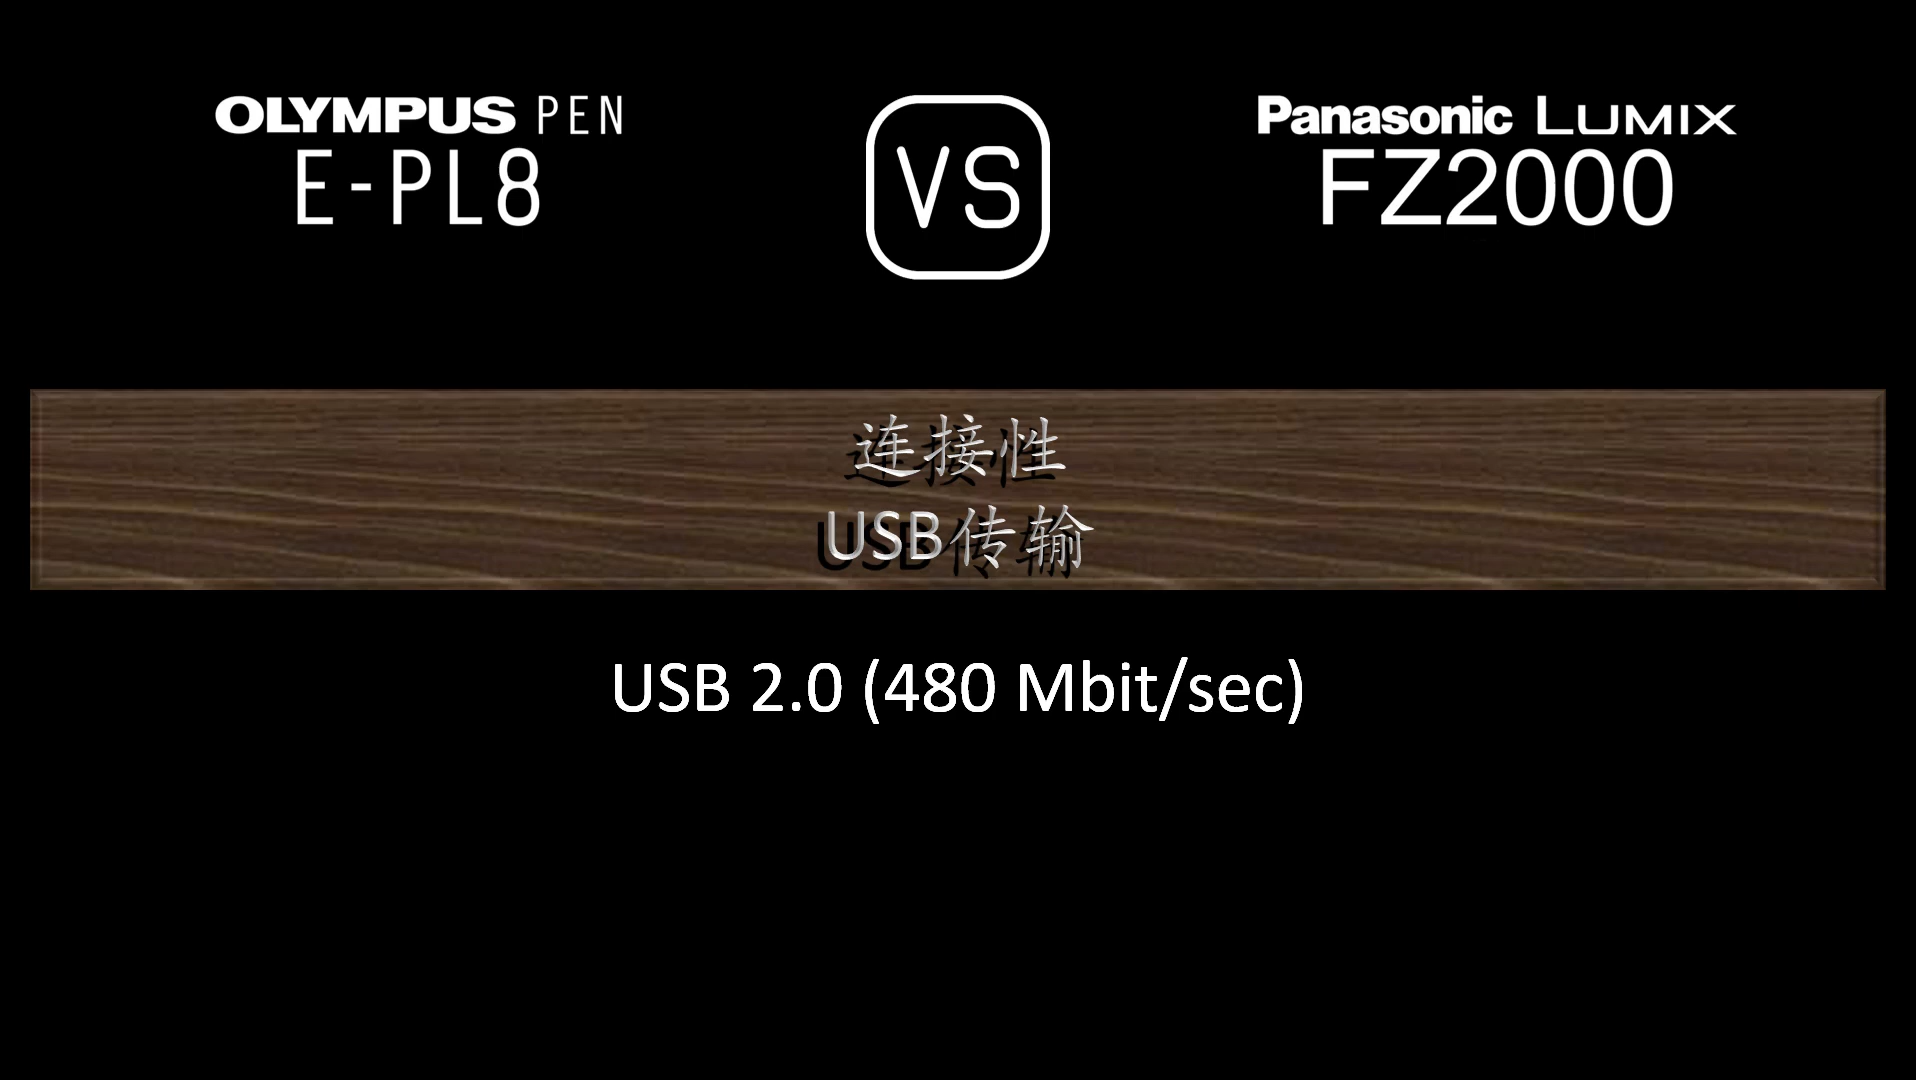 OLYMPUS PEN
E-PL8
VS
Panasonic LUMIX
FZ2000
连接性
USB传输
USB 2.0 (480 Mbit/sec)